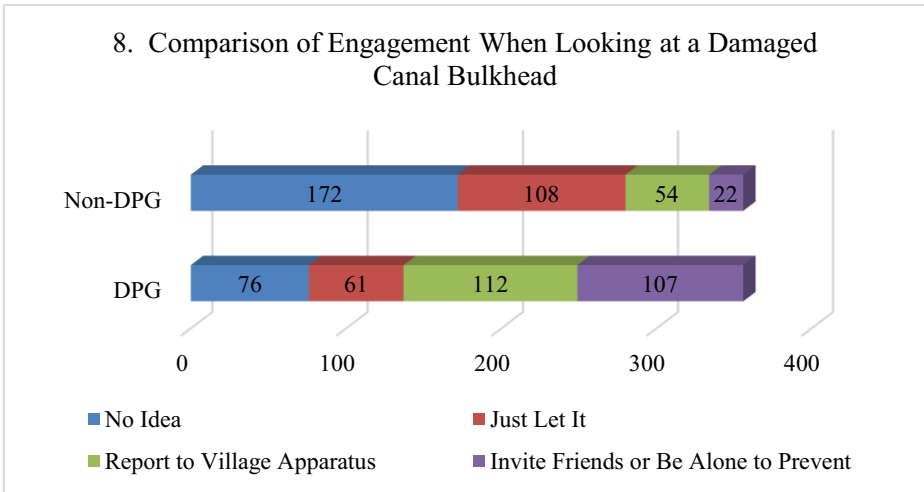 8. Comparison of Engagement When Looking at a Damaged
Canal Bulkhead
Non-DPG
172
108
54
22
DPG
76
61
112
107
0
100
200
300
400
No Idea
Just Let It
Report to Village Apparatus
Invite Friends or Be Alone to Prevent